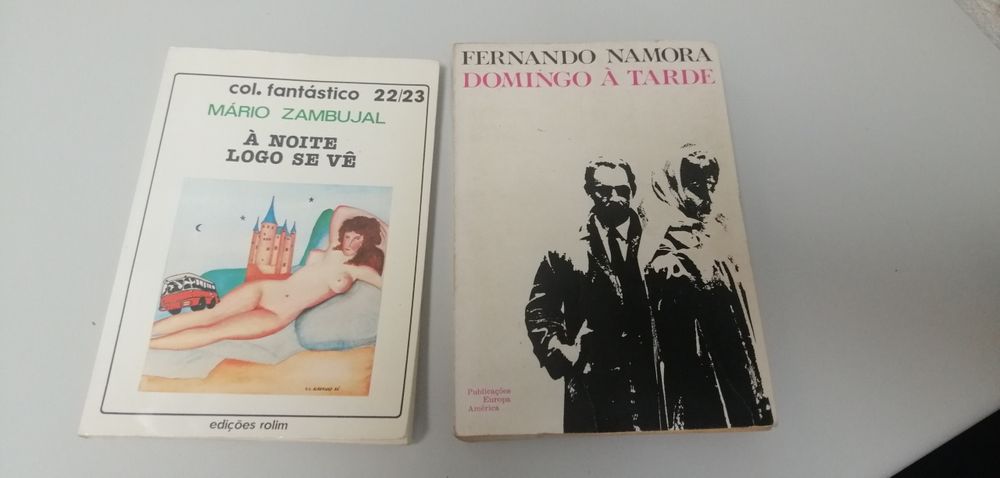 col. fantástico 22/23
MÁRIO ZAMBUJAL
À NOITE
LOGO SE VÊ
edições rolim
FERNANDO NAMORA
DOMINGO À TARDE
Publicações
Europa
América